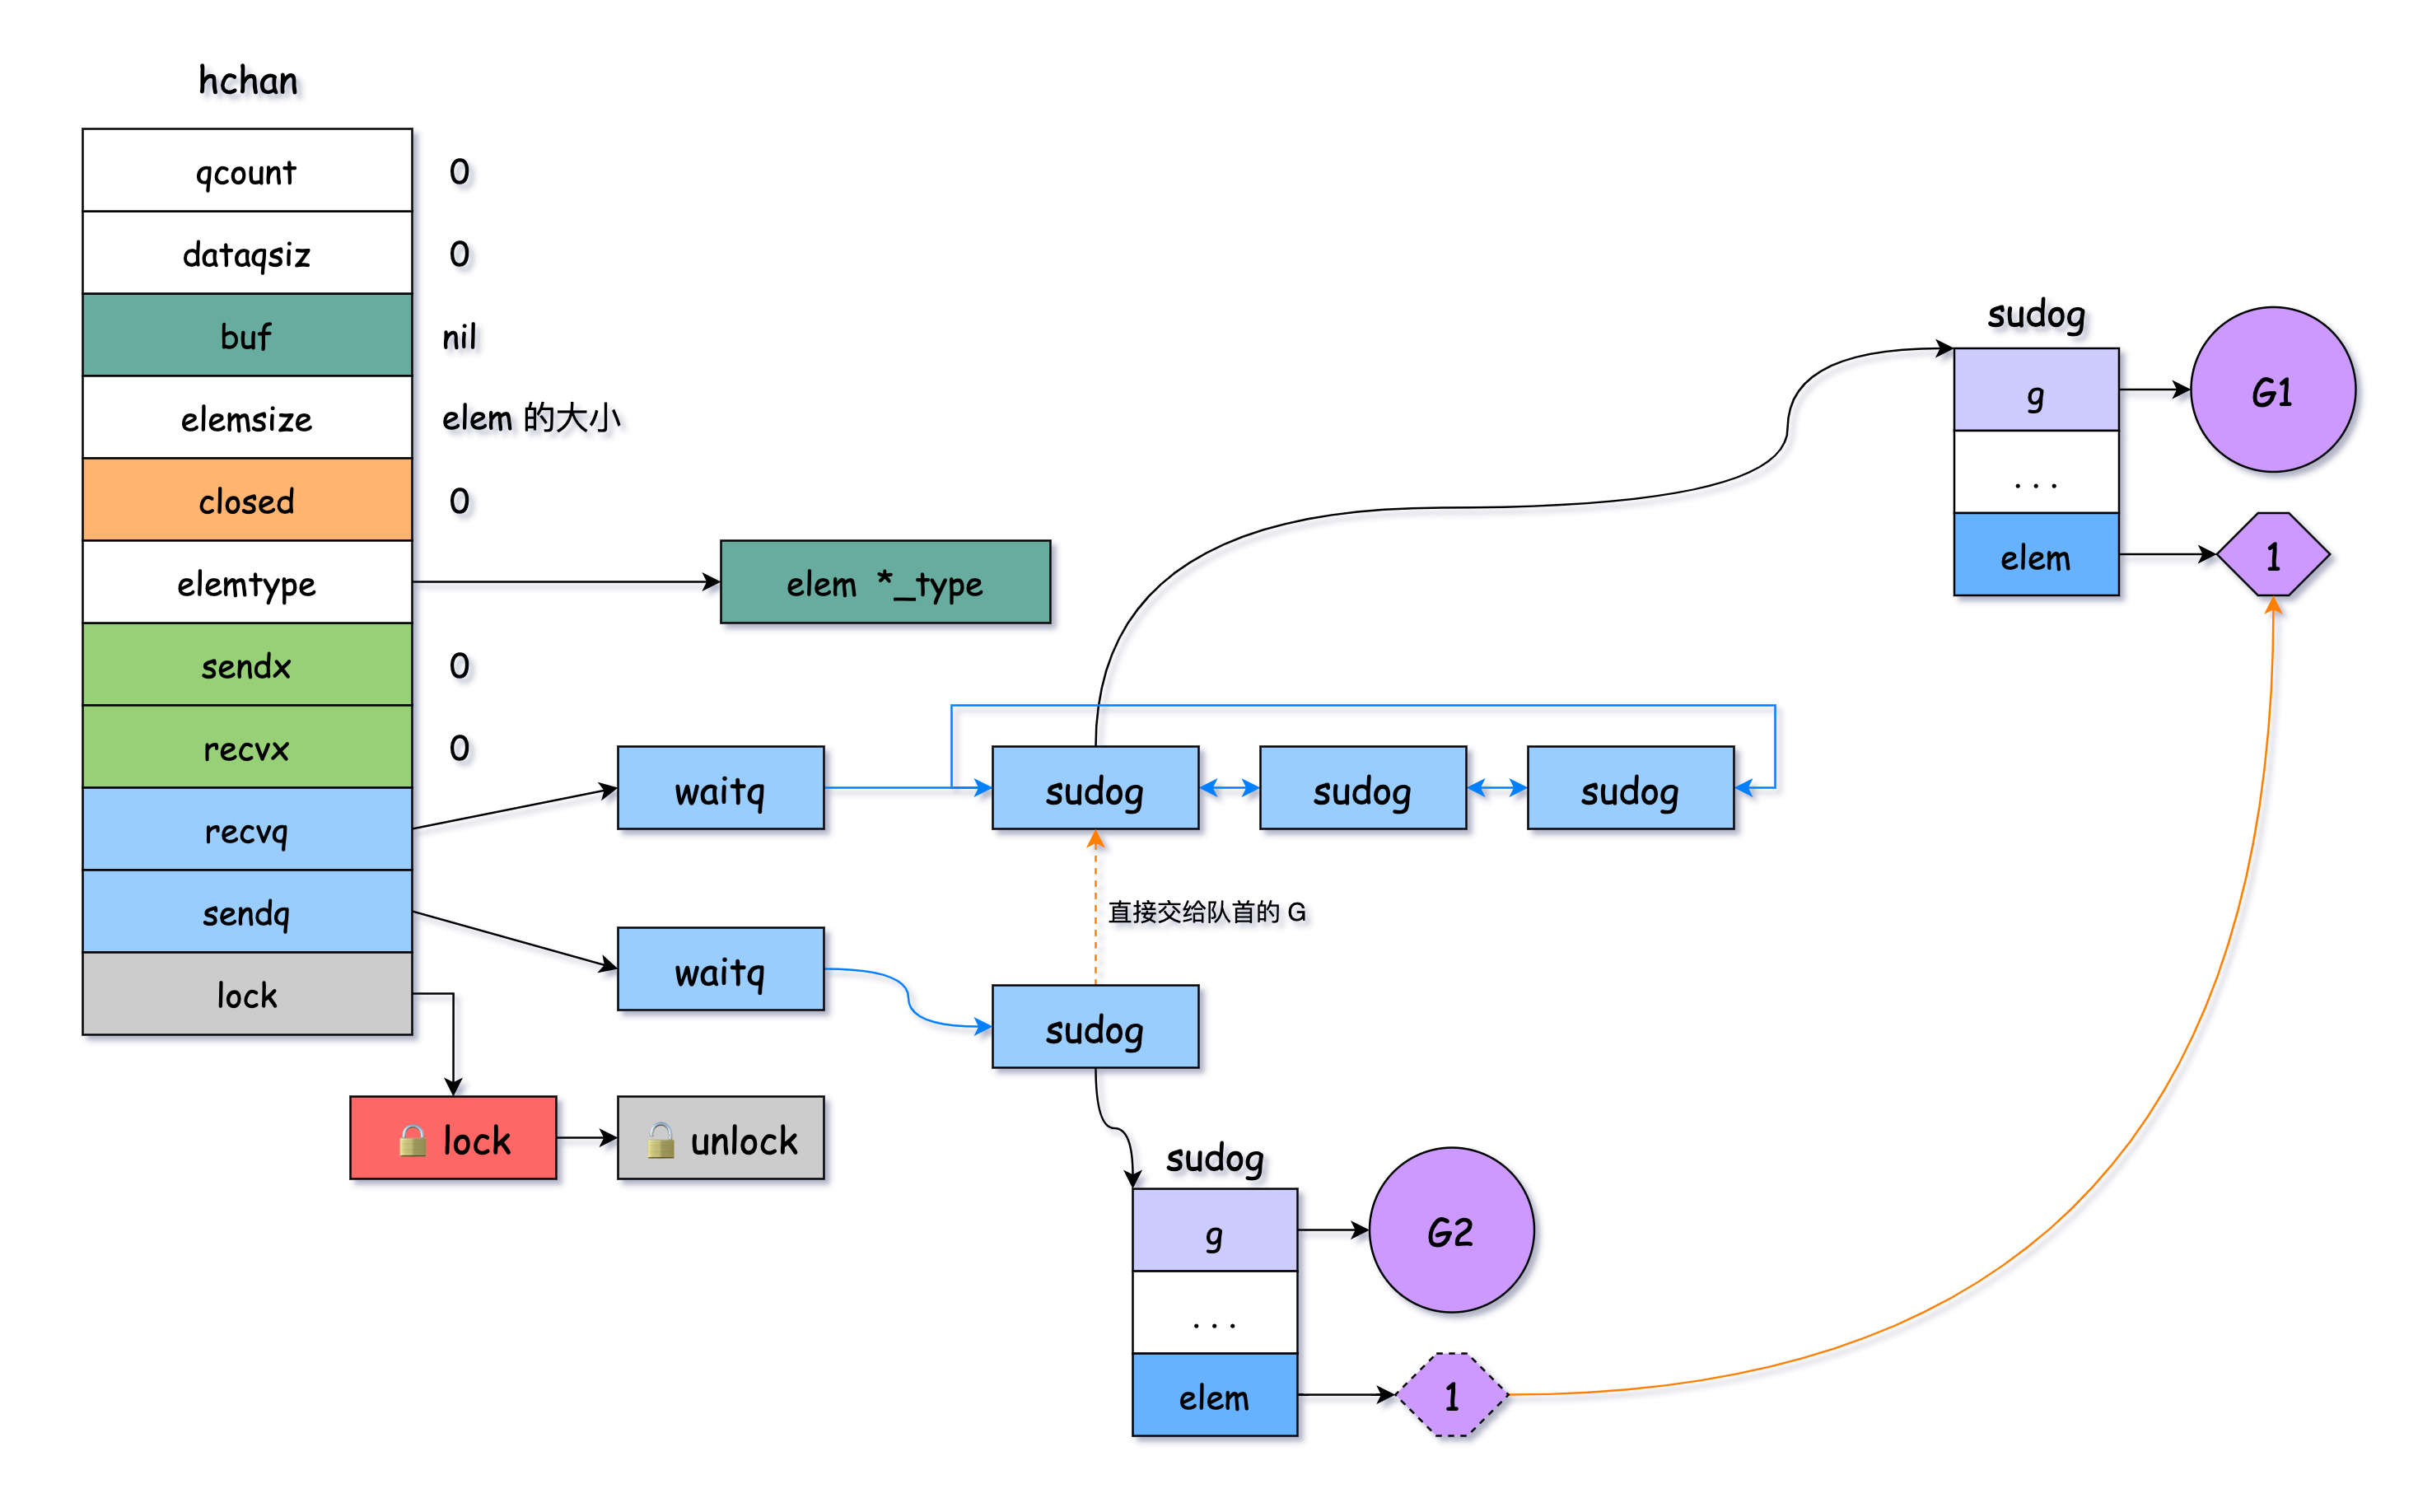 hchan
qcount 0
dataqsiz 0
buf nil
elemsize elem 的大小
closed 0
elemtype
elem *_type
sendx 0
recvx 0
recvq
sendq
lock
waitq
sudog
sudog
sudog
直接交给队首的 G
waitq
sudog
🔒 lock
🔓 unlock
sudog
g
G1
...
elem
1
sudog
g
G2
...
elem
1